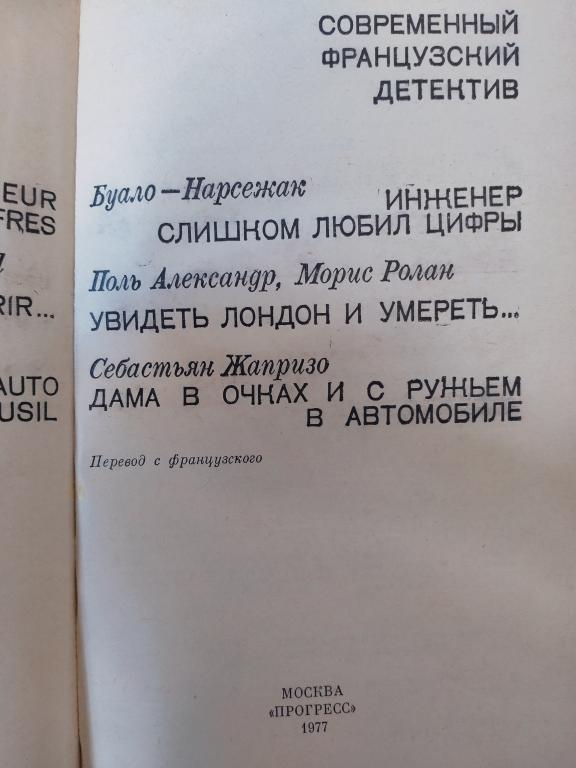 EUR
FRES
RIR...
AUTO
USIL
СОВРЕМЕННЫЙ
ФРАНЦУЗСКИЙ
ДЕТЕКТИВ
Буало—Нарсежак
ИНЖЕНЕР
СЛИШКОМ ЛЮБИЛ ЦИФРЫ
Поль Александр, Морис Ролан
УВИДЕТЬ ЛОНДОН И УМЕРЕТЬ...
Себастьян Жапризо
ДАМА В ОЧКАХ И С РУЖЬЕМ
В АВТОМОБИЛЕ
Перевод с французского
МОСКВА
«ПРОГРЕСС»
1977